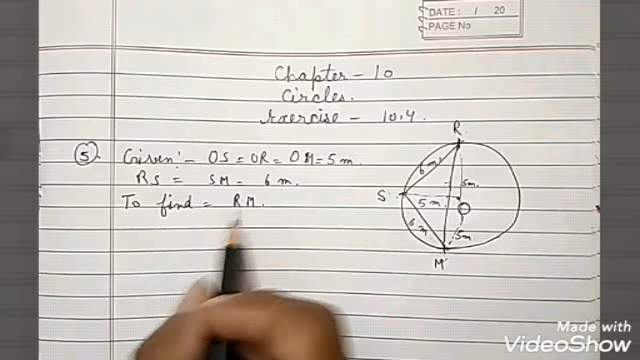 DATE: / 20
PAGE No
Chapter - 10
Circles.
Exercise - 10.4.
5. Given:- OS = OR = OM = 5 m.
RS = SM = 6 m.
To find = RM.
R
6 m.
5m.
S
5 m.
O
6 m
5m
M
Made with
VideoShow